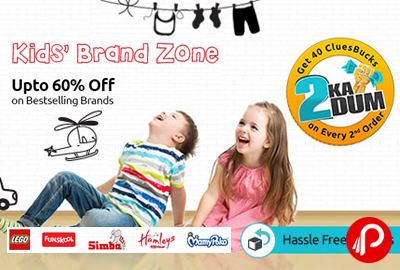 Kids' Brand Zone
Upto 60% Off
on Bestselling Brands
Get 40 CluesBucks
2 KA DUM
on Every 2nd Order
LEGO
FUNSKOOL
Simba
Hamleys
MamyPoko
Hassle Free